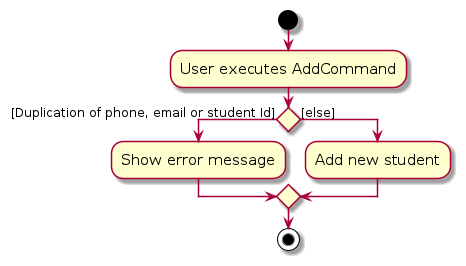 User executes AddCommand
[Duplication of phone, email or student Id]
[else]
Show error message
Add new student